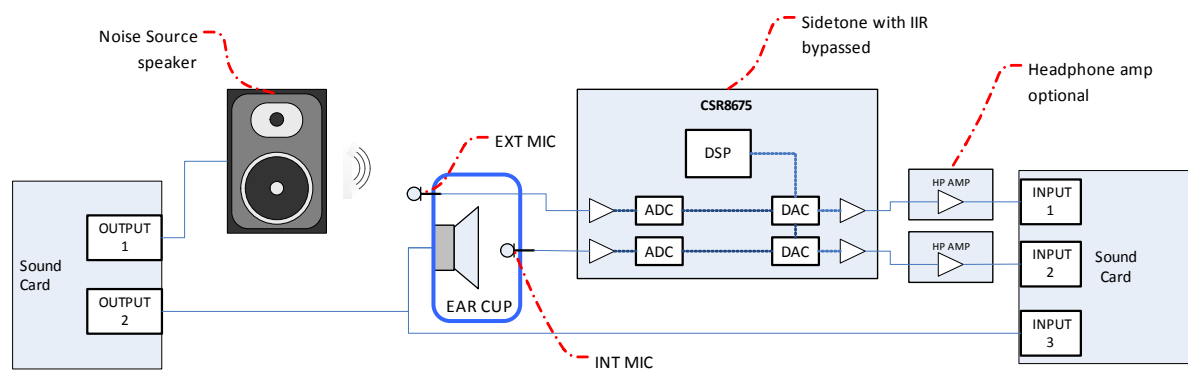 Noise Source
speaker
Sidetone with IIR
bypassed
Headphone amp
optional
CSR8675
DSP
EXT MIC
ADC
DAC
ADC
DAC
HP AMP
HP AMP
INPUT
1
INPUT
2
INPUT
3
Sound
Card
OUTPUT
1
OUTPUT
2
Sound
Card
EAR CUP
INT MIC